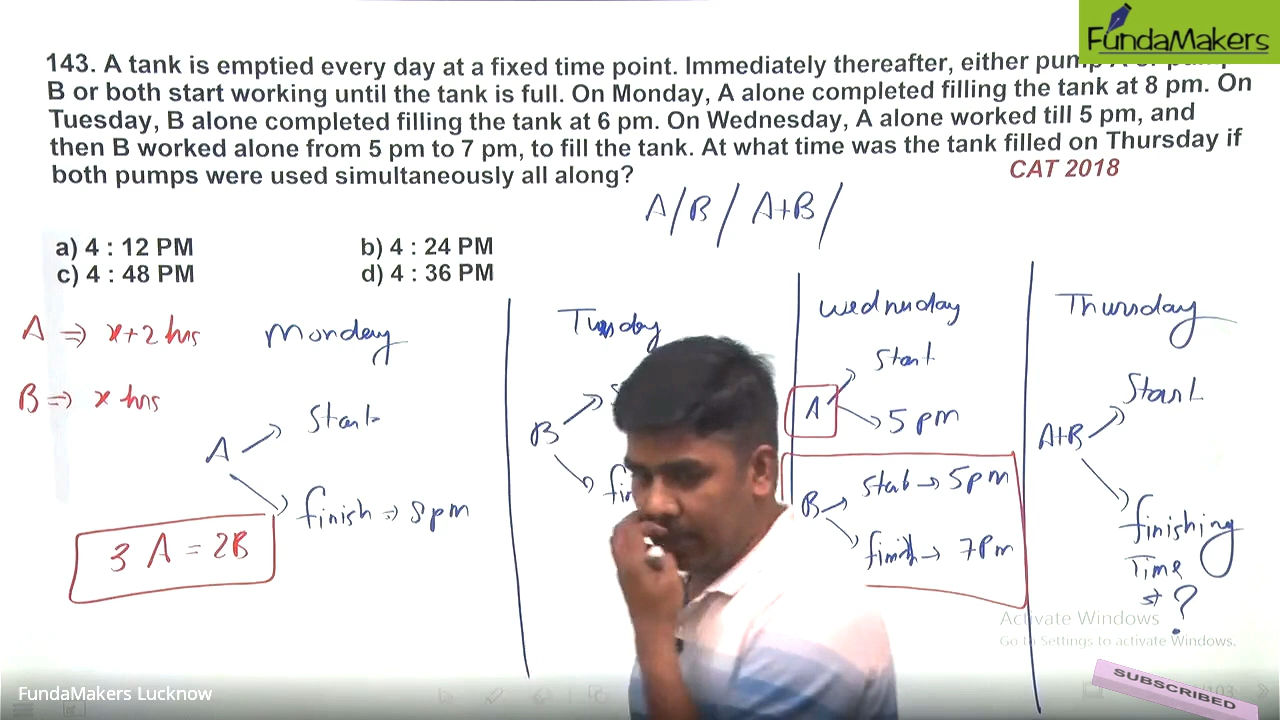 FundaMakers
143. A tank is emptied every day at a fixed time point. Immediately thereafter, either pump
B or both start working until the tank is full. On Monday, A alone completed filling the tank at 8 pm. On
Tuesday, B alone completed filling the tank at 6 pm. On Wednesday, A alone worked till 5 pm, and
then B worked alone from 5 pm to 7 pm, to fill the tank. At what time was the tank filled on Thursday if
both pumps were used simultaneously all along?
CAT 2018
A/B/ A+B/
a) 4 : 12 PM
b) 4 : 24 PM
c) 4 : 48 PM
d) 4 : 36 PM
A => x+2 hrs
B => x hrs
Monday
A
Start
finish => 8pm
3 A = 2B
Tuesday
B
Wednesday
A
Start
5 pm
B
Start -> 5pm
finish -> 7Pm
Thursday
A+B
Start
finishing
Time
?
Activate Windows
Go to Settings to activate Windows.
SUBSCRIBED
FundaMakers Lucknow